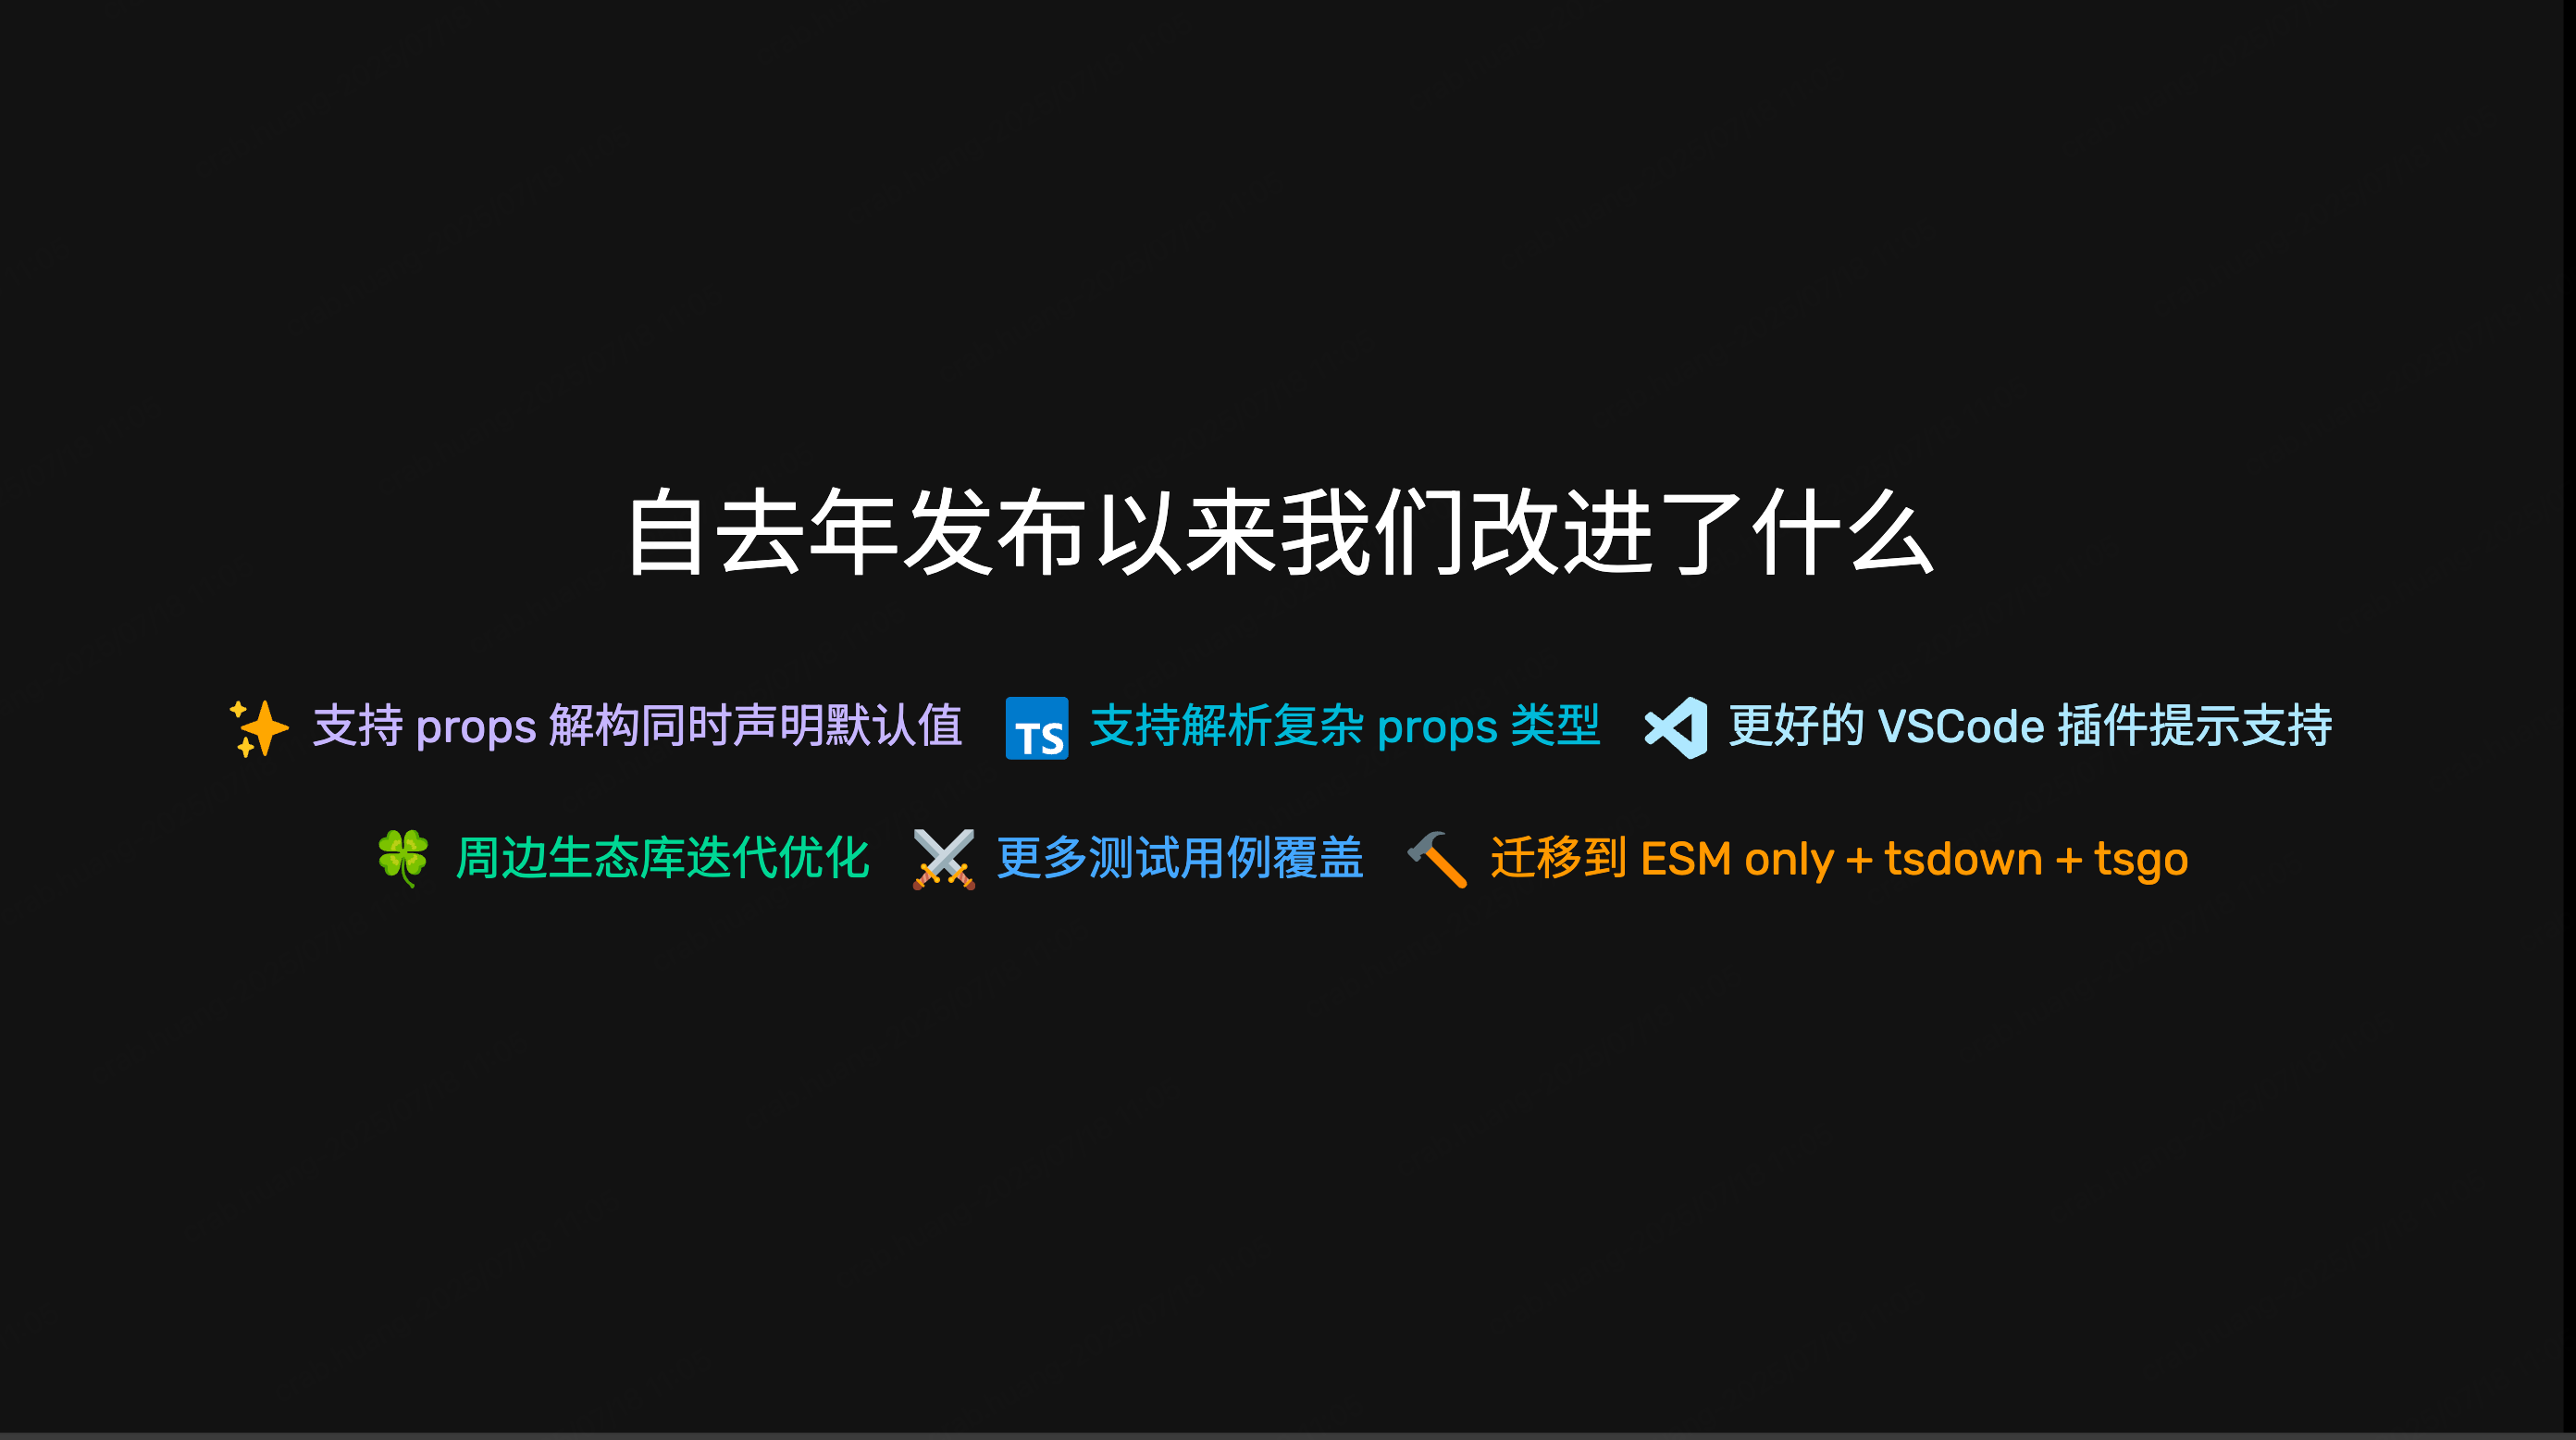 自去年发布以来我们改进了什么
✨ 支持 props 解构同时声明默认值 TS 支持解析复杂 props 类型 更好的 VSCode 插件提示支持
🍀 周边生态库迭代优化 ⚔️ 更多测试用例覆盖 🔨 迁移到 ESM only + tsdown + tsgo